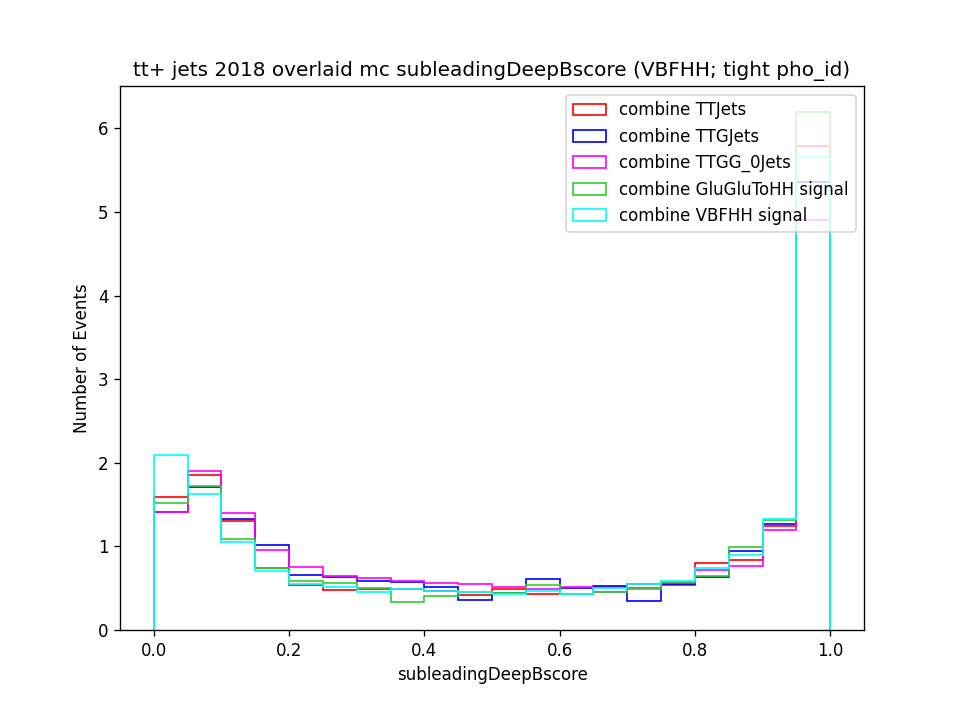 tt+ jets 2018 overlaid mc subleadingDeepBscore (VBFHH; tight pho_id)
combine TTJets
combine TTGJets
combine TTGG_0Jets
combine GluGluToHH signal
combine VBFHH signal
Number of Events
6
5
4
3
2
1
0
0.0 0.2 0.4 0.6 0.8 1.0
subleadingDeepBscore